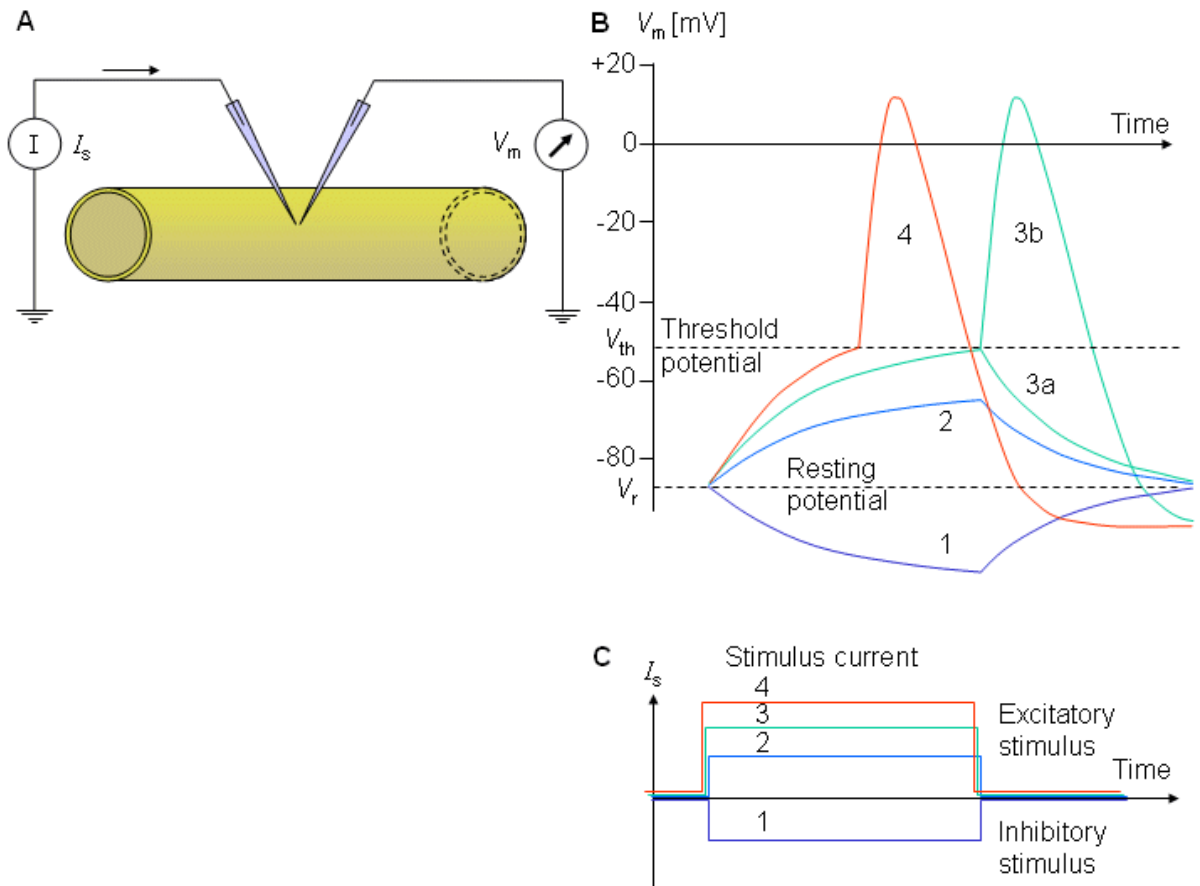 A
I
Is
Vm
B
Vm [mV]
+20
Time
0
-20
4
3b
-40
Threshold
Vth
potential
-60
3a
2
-80
Resting
Vr
potential
1
C
Stimulus current
Is
4
3
Excitatory
stimulus
2
Time
1
Inhibitory
stimulus